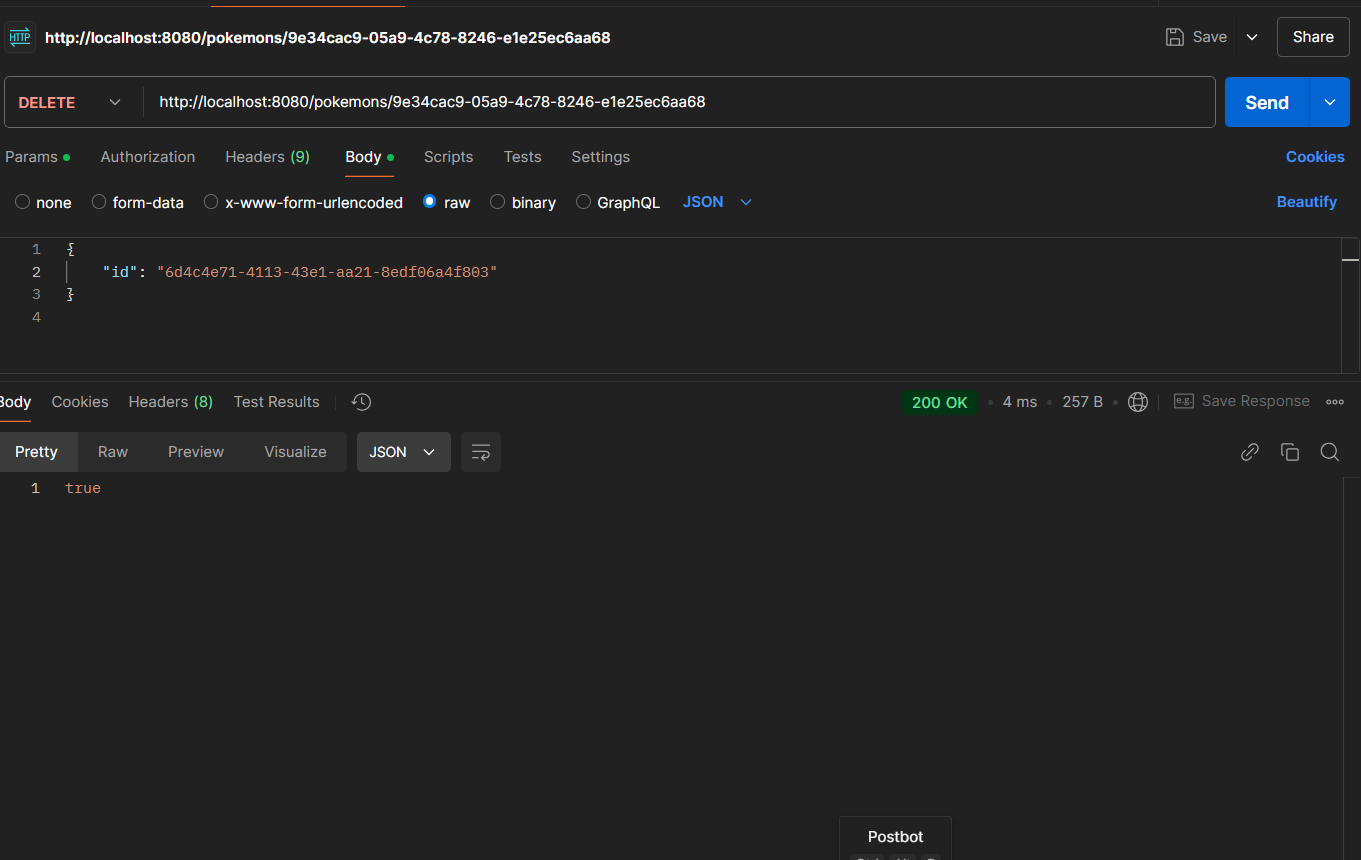 HTTP http://localhost:8080/pokemons/9e34cac9-05a9-4c78-8246-e1e25ec6aa68 Save Share
DELETE http://localhost:8080/pokemons/9e34cac9-05a9-4c78-8246-e1e25ec6aa68 Send
Params Authorization Headers (9) Body Scripts Tests Settings Cookies
none form-data x-www-form-urlencoded raw binary GraphQL JSON Beautify
1 {
2 "id": "6d4c4e71-4113-43e1-aa21-8edf06a4f803"
3 }
4
Body Cookies Headers (8) Test Results 200 OK 4 ms 257 B e.g. Save Response
Pretty Raw Preview Visualize JSON
1 true
Postbot